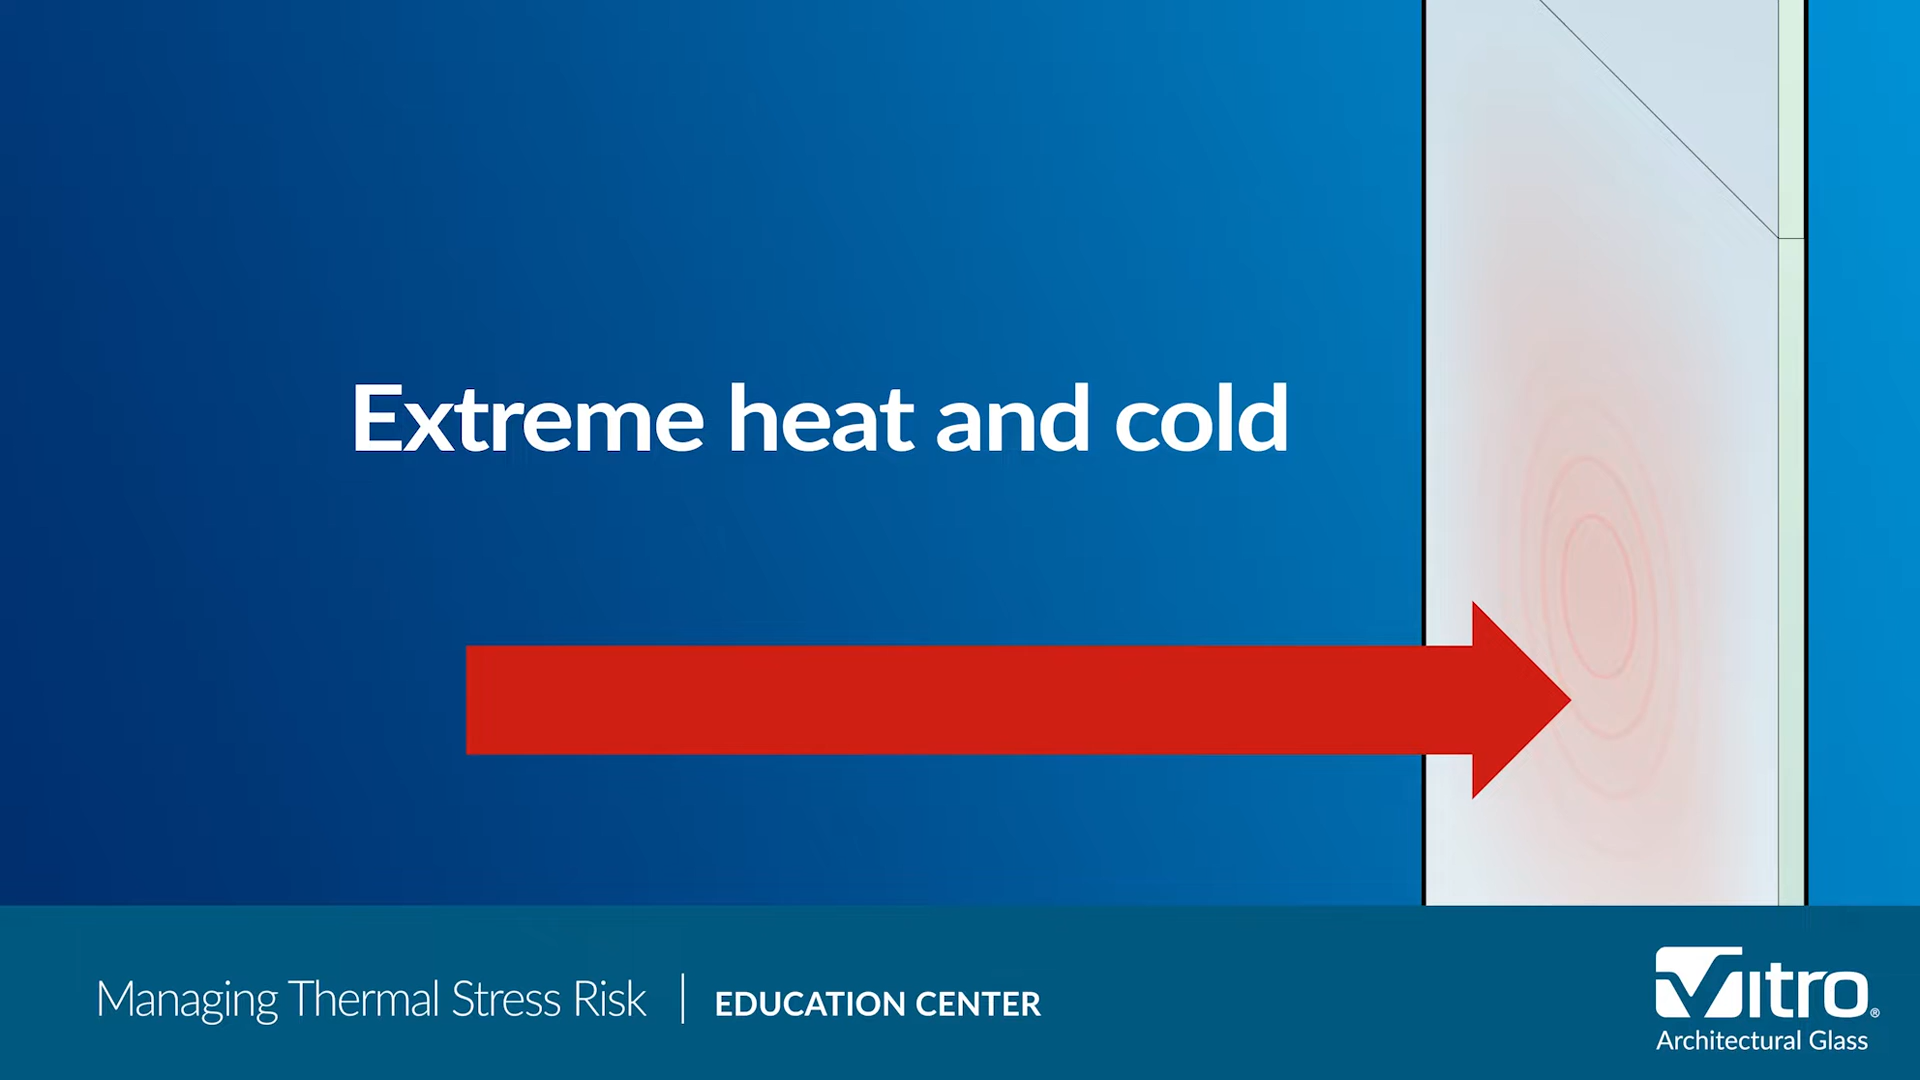 Extreme heat and cold
Managing Thermal Stress Risk | EDUCATION CENTER
Vitro®
Architectural Glass